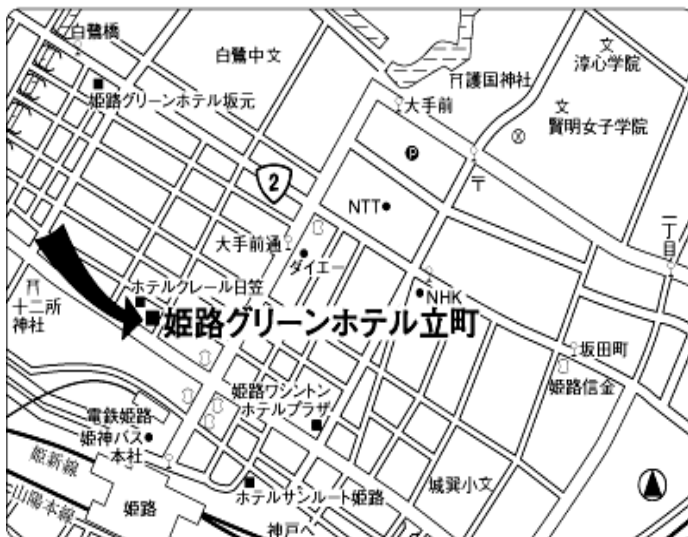 白鷺橋
白鷺中文
文
淳心学院
姫路グリーンホテル坂元
护国神社
大手前
文
賢明女子学院
P
2
NTT
〒
大手前通
ダイエー
一丁目
ホテルクレール日笠
NHK
十二所
神社
姫路グリーンホテル立町
坂田町
姫路信金
姫路ワシントン
ホテルプラザ
電鉄姫路
姫神バス
本社
姫新線
城巽小文
ホテルサンルート姫路
山陽本線
姫路
神戸へ